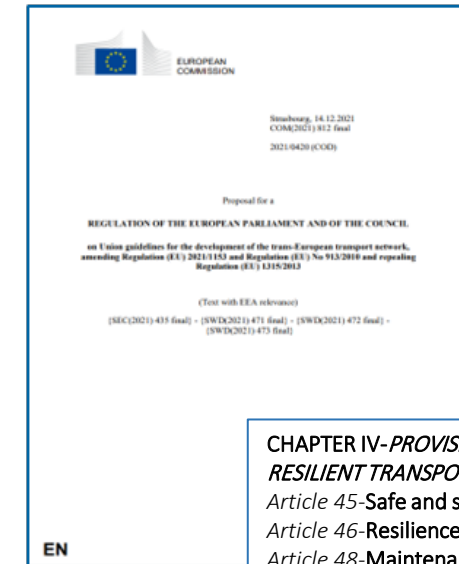 EUROPEAN
COMMISSION
Strasbourg, 14.12.2021
COM(2021) 812 final
2021/0420 (COD)
Proposal for a
REGULATION OF THE EUROPEAN PARLIAMENT AND OF THE COUNCIL
on Union guidelines for the development of the trans-European transport network,
amending Regulation (EU) 2021/1153 and Regulation (EU) No 913/2010 and repealing
Regulation (EU) 1315/2013
(Text with EEA relevance)
{SEC(2021) 435 final} - {SWD(2021) 471 final} - {SWD(2021) 472 final} -
{SWD(2021) 473 final}
CHAPTER IV-PROVIS
RESILIENT TRANSPO
Article 45-Safe and s
Article 46-Resilience
Article 48-Maintena
EN